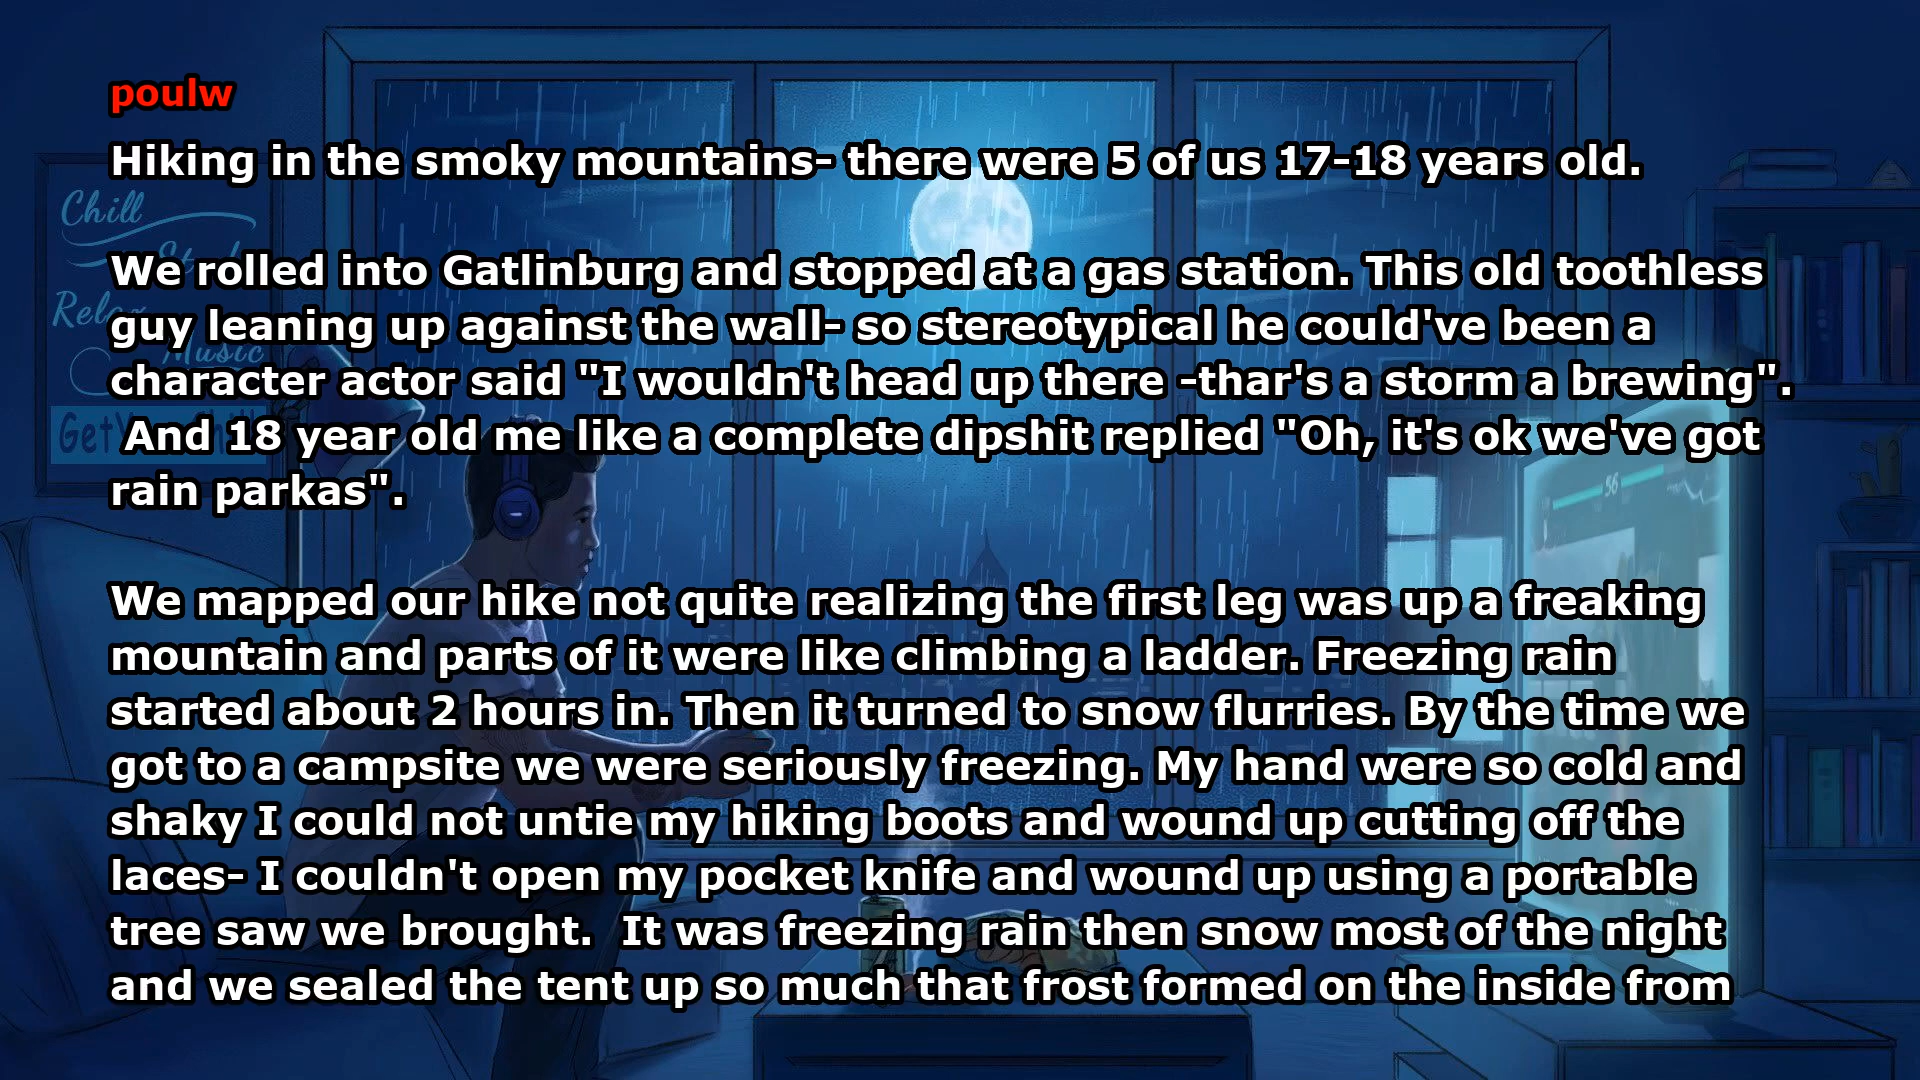 poulw
Hiking in the smoky mountains- there were 5 of us 17-18 years old.
We rolled into Gatlinburg and stopped at a gas station. This old toothless
guy leaning up against the wall- so stereotypical he could've been a
character actor said "I wouldn't head up there -thar's a storm a brewing".
And 18 year old me like a complete dipshit replied "Oh, it's ok we've got
rain parkas".
We mapped our hike not quite realizing the first leg was up a freaking
mountain and parts of it were like climbing a ladder. Freezing rain
started about 2 hours in. Then it turned to snow flurries. By the time we
got to a campsite we were seriously freezing. My hand were so cold and
shaky I could not untie my hiking boots and wound up cutting off the
laces- I couldn't open my pocket knife and wound up using a portable
tree saw we brought.  It was freezing rain then snow most of the night
and we sealed the tent up so much that frost formed on the inside from
Chill
Relax
Music
56